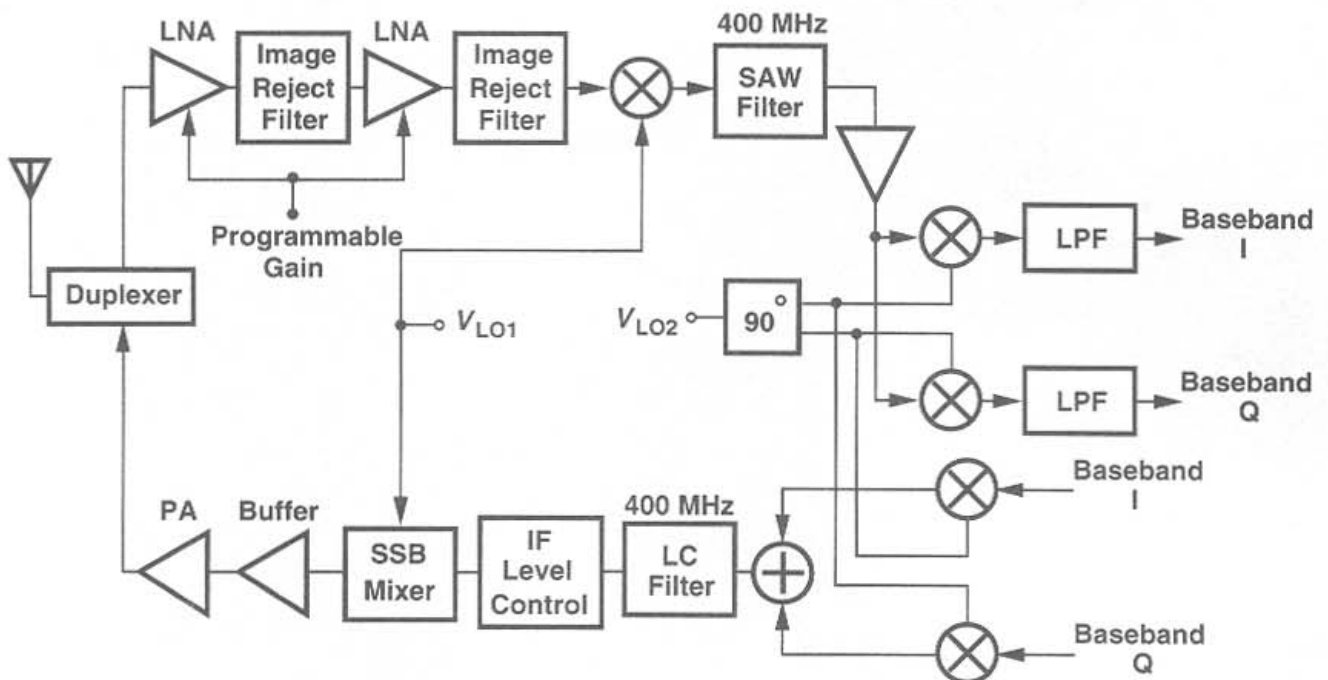 LNA
LNA
400 MHz
Image
Reject
Filter
Image
Reject
Filter
SAW
Filter
Programmable
Gain
Duplexer
LPF
Baseband
I
V_LO1
V_LO2
90°
LPF
Baseband
Q
PA
Buffer
SSB
Mixer
IF
Level
Control
400 MHz
LC
Filter
Baseband
I
Baseband
Q